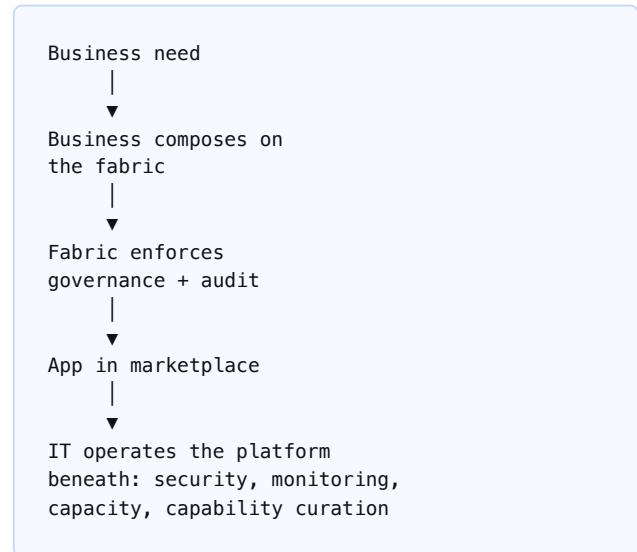 Business need
│
▼
Business composes on
the fabric
│
▼
Fabric enforces
governance + audit
│
▼
App in marketplace
│
▼
IT operates the platform
beneath: security, monitoring,
capacity, capability curation